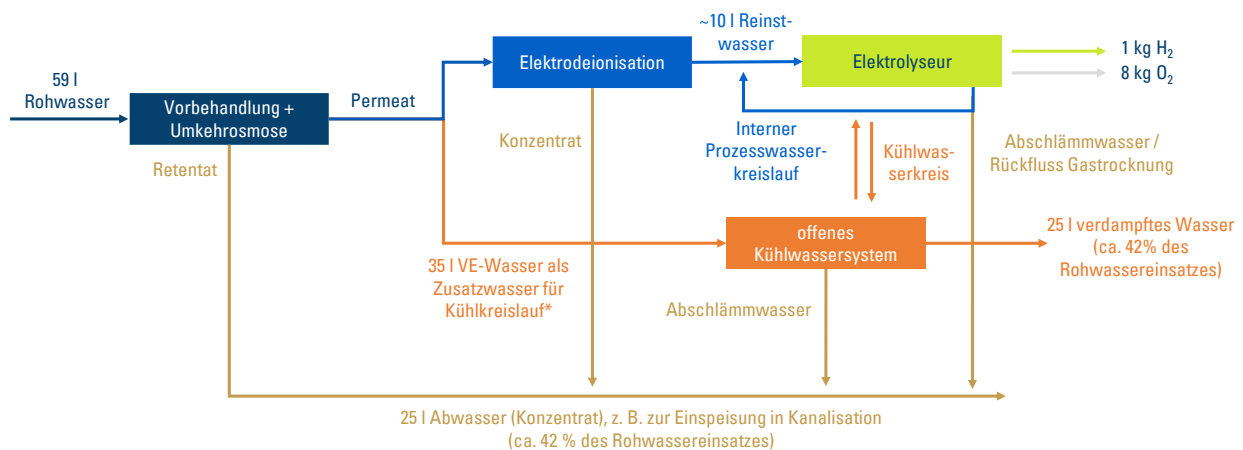 59 l
Rohwasser
Vorbehandlung +
Umkehrosmose
Permeat
Retentat
Elektrodeionisation
~10 l Reinst-
wasser
Elektrolyseur
1 kg H₂
8 kg O₂
Konzentrat
Interner
Prozesswasser-
kreislauf
Kühlwas-
serkreis
Abschlämmwasser /
Rückfluss Gastrocknung
35 l VE-Wasser als
Zusatzwasser für
Kühlkreislauf*
offenes
Kühlwassersystem
25 l verdampftes Wasser
(ca. 42% des
Rohwassereinsatzes)
Abschlämmwasser
25 l Abwasser (Konzentrat), z. B. zur Einspeisung in Kanalisation
(ca. 42 % des Rohwassereinsatzes)